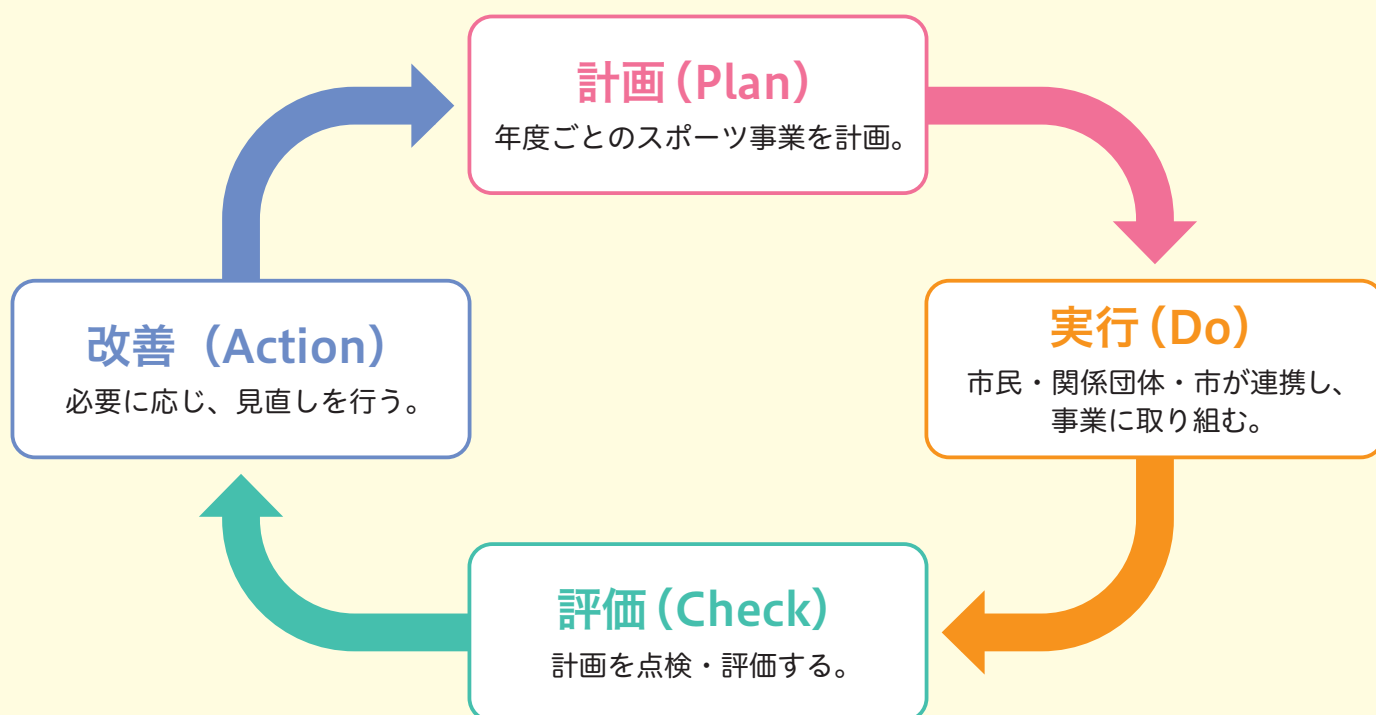 計画(Plan)
年度ごとのスポーツ事業を計画。
実行(Do)
市民・関係団体・市が連携し、
事業に取り組む。
評価(Check)
計画を点検・評価する。
改善(Action)
必要に応じ、見直しを行う。